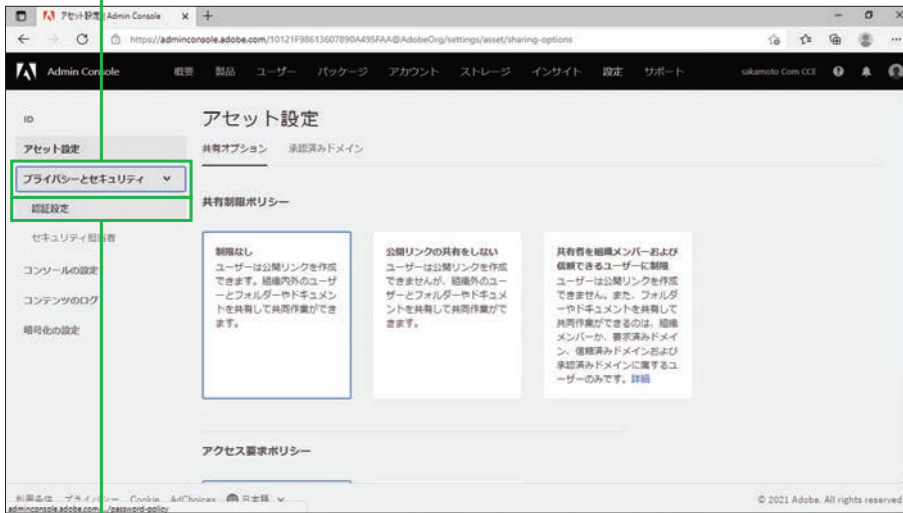 アセット設定 | Admin Console
https://adminconsole.adobe.com/10121F98613607890A495FAA@AdobeOrg/settings/asset/sharing-options
Admin Console 概要 製品 ユーザー パッケージ アカウント ストレージ インサイト 設定 サポート sakamoto Com CCE
ID
アセット設定
プライバシーとセキュリティ
認証設定
セキュリティ担当者
コンソールの設定
コンテンツのログ
暗号化の設定
アセット設定
共有オプション 承認済みドメイン
共有制限ポリシー
制限なし
ユーザーは公開リンクを作成
できます。組織内外のユーザ
ーとフォルダーやドキュメン
トを共有して共同作業ができ
ます。
公開リンクの共有をしない
ユーザーは公開リンクを作成
できませんが、組織外のユー
ザーとフォルダーやドキュメ
ントを共有して共同作業がで
きます。
共有者を組織メンバーおよび
信頼できるユーザーに制限
ユーザーは公開リンクを作成
できません。また、フォルダ
ーやドキュメントを共有して
共同作業ができるのは、組織
メンバーか、要求済みドメイ
ン、信頼済みドメインおよび
承認済みドメインに属するユ
ーザーのみです。詳細
アクセス要求ポリシー
利用条件 プライバシー Cookie AdChoices 日本語 © 2021 Adobe. All rights reserved.
adminconsole.adobe.com/.../password-policy